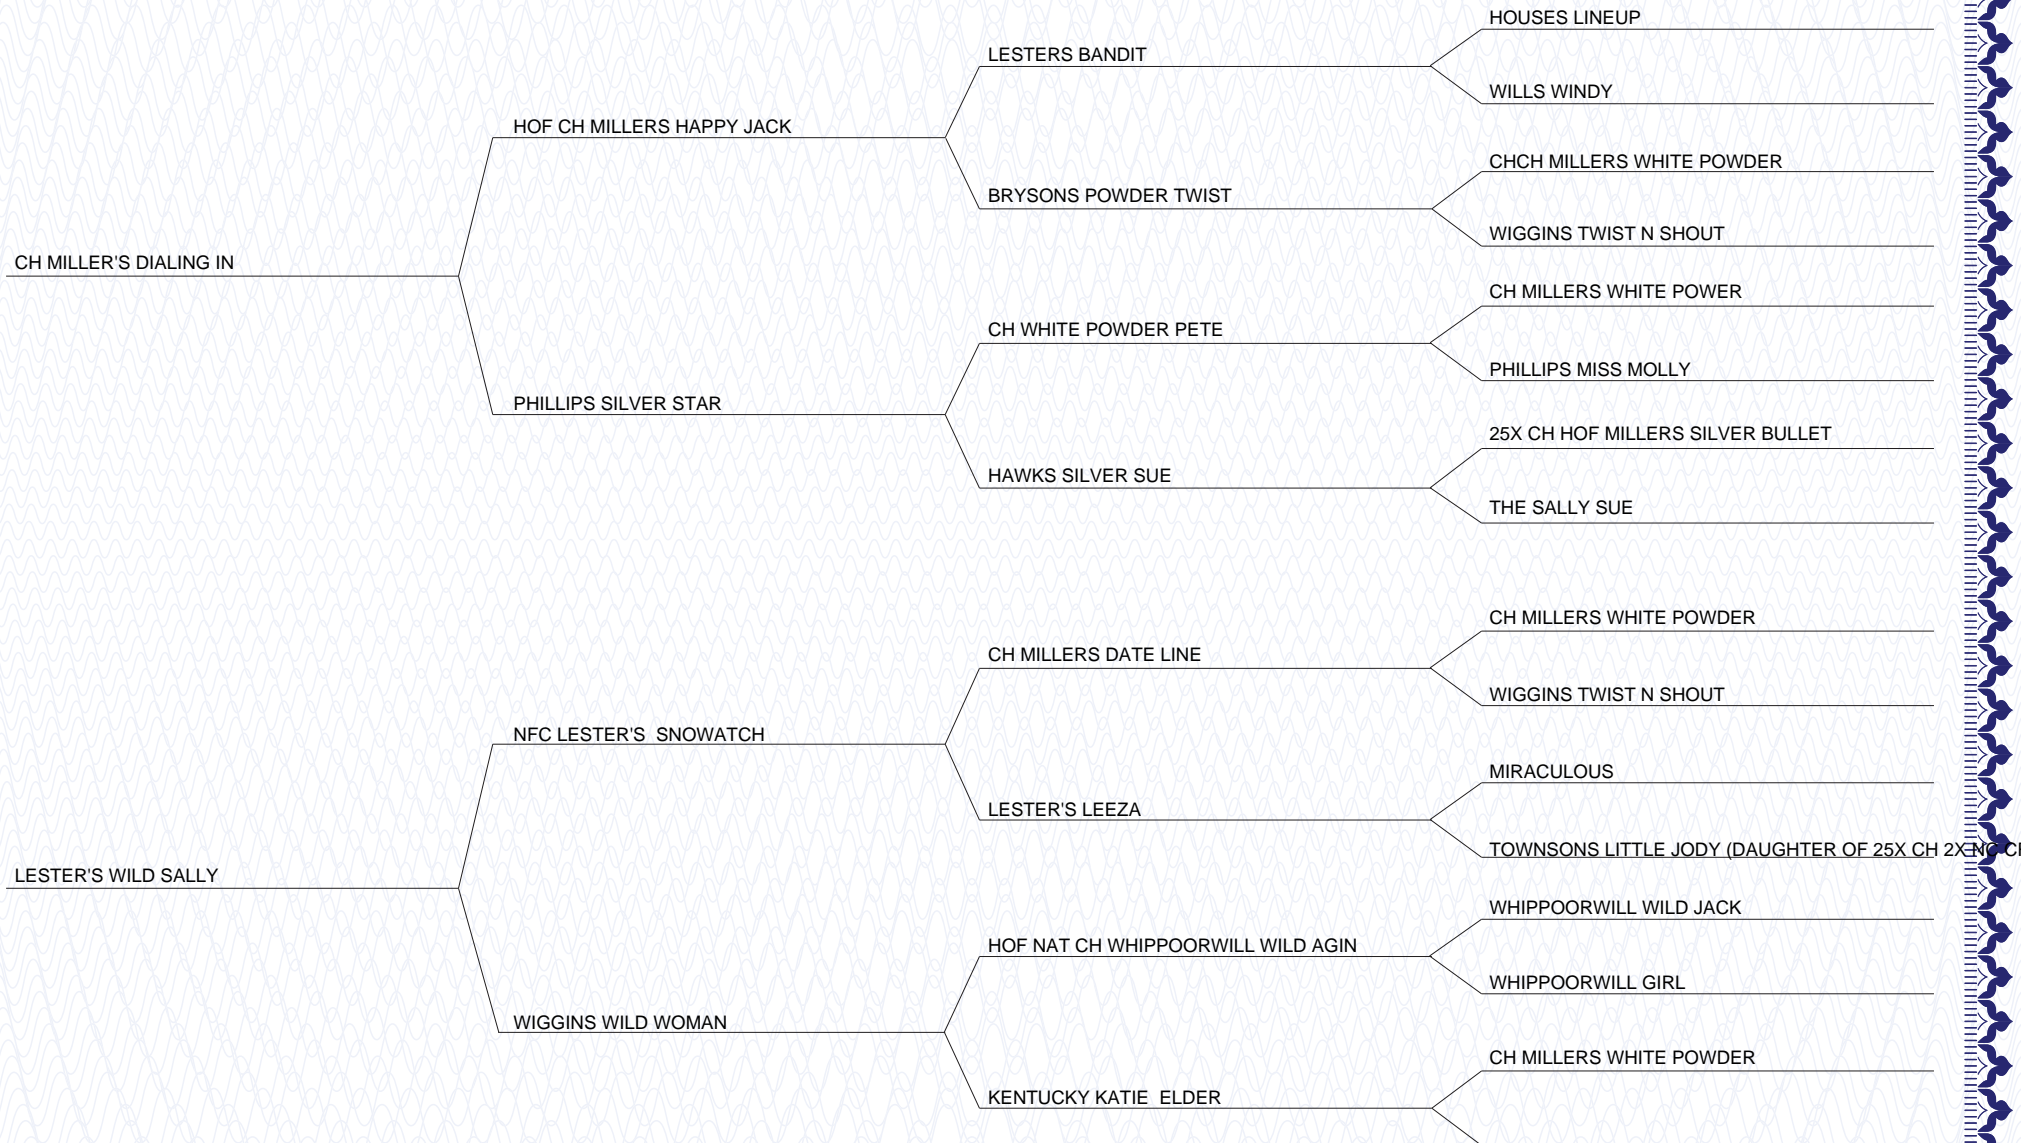 HOUSES LINEUP
LESTERS BANDIT
WILLS WINDY
HOF CH MILLERS HAPPY JACK
CHCH MILLERS WHITE POWDER
BRYSONS POWDER TWIST
WIGGINS TWIST N SHOUT
CH MILLER'S DIALING IN
CH MILLERS WHITE POWER
CH WHITE POWDER PETE
PHILLIPS MISS MOLLY
PHILLIPS SILVER STAR
25X CH HOF MILLERS SILVER BULLET
HAWKS SILVER SUE
THE SALLY SUE
CH MILLERS WHITE POWDER
CH MILLERS DATE LINE
WIGGINS TWIST N SHOUT
NFC LESTER'S  SNOWATCH
MIRACULOUS
LESTER'S LEEZA
TOWNSONS LITTLE JODY (DAUGHTER OF 25X CH 2X NC
LESTER'S WILD SALLY
WHIPPOORWILL WILD JACK
HOF NAT CH WHIPPOORWILL WILD AGIN
WHIPPOORWILL GIRL
WIGGINS WILD WOMAN
CH MILLERS WHITE POWDER
KENTUCKY KATIE  ELDER